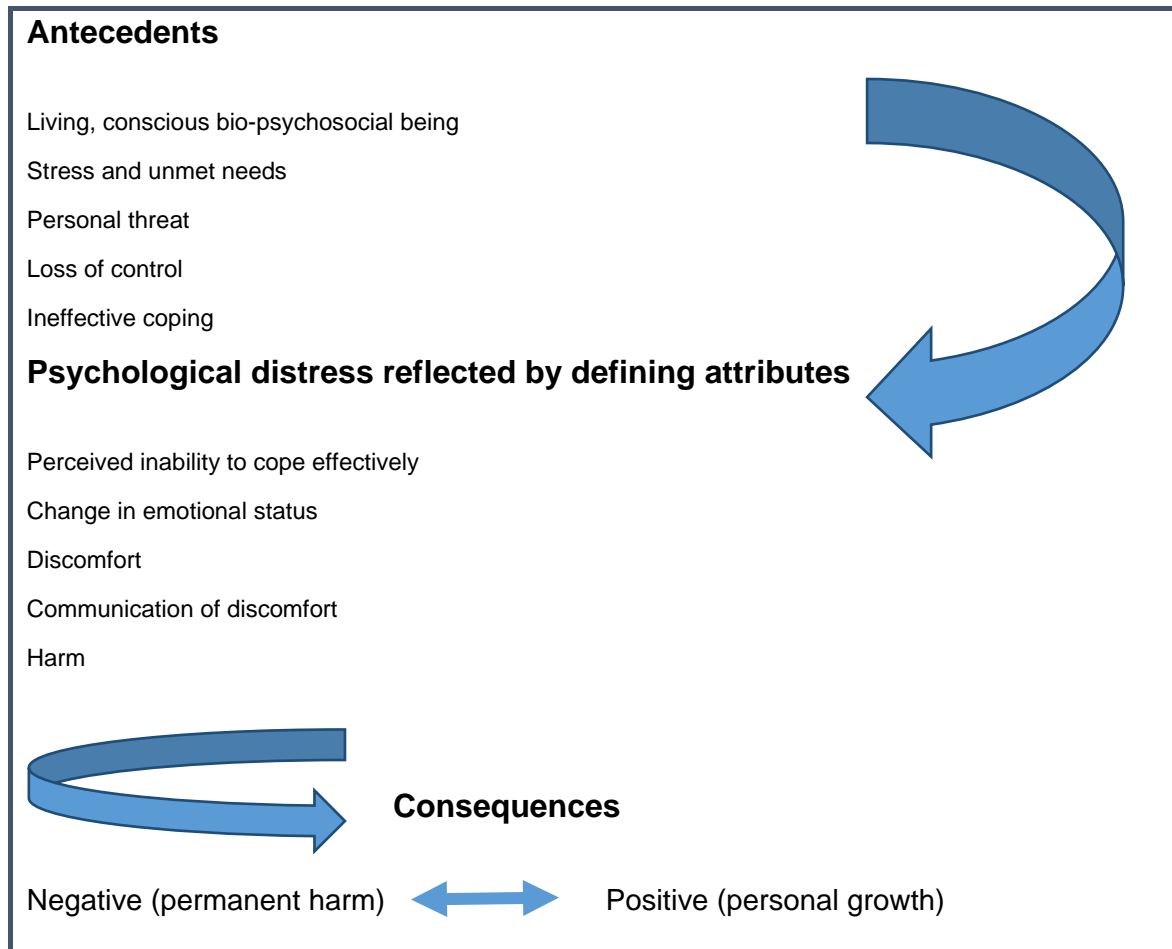 Antecedents
Living, conscious bio-psychosocial being
Stress and unmet needs
Personal threat
Loss of control
Ineffective coping
Psychological distress reflected by defining attributes
Perceived inability to cope effectively
Change in emotional status
Discomfort
Communication of discomfort
Harm
Consequences
Negative (permanent harm) Positive (personal growth)